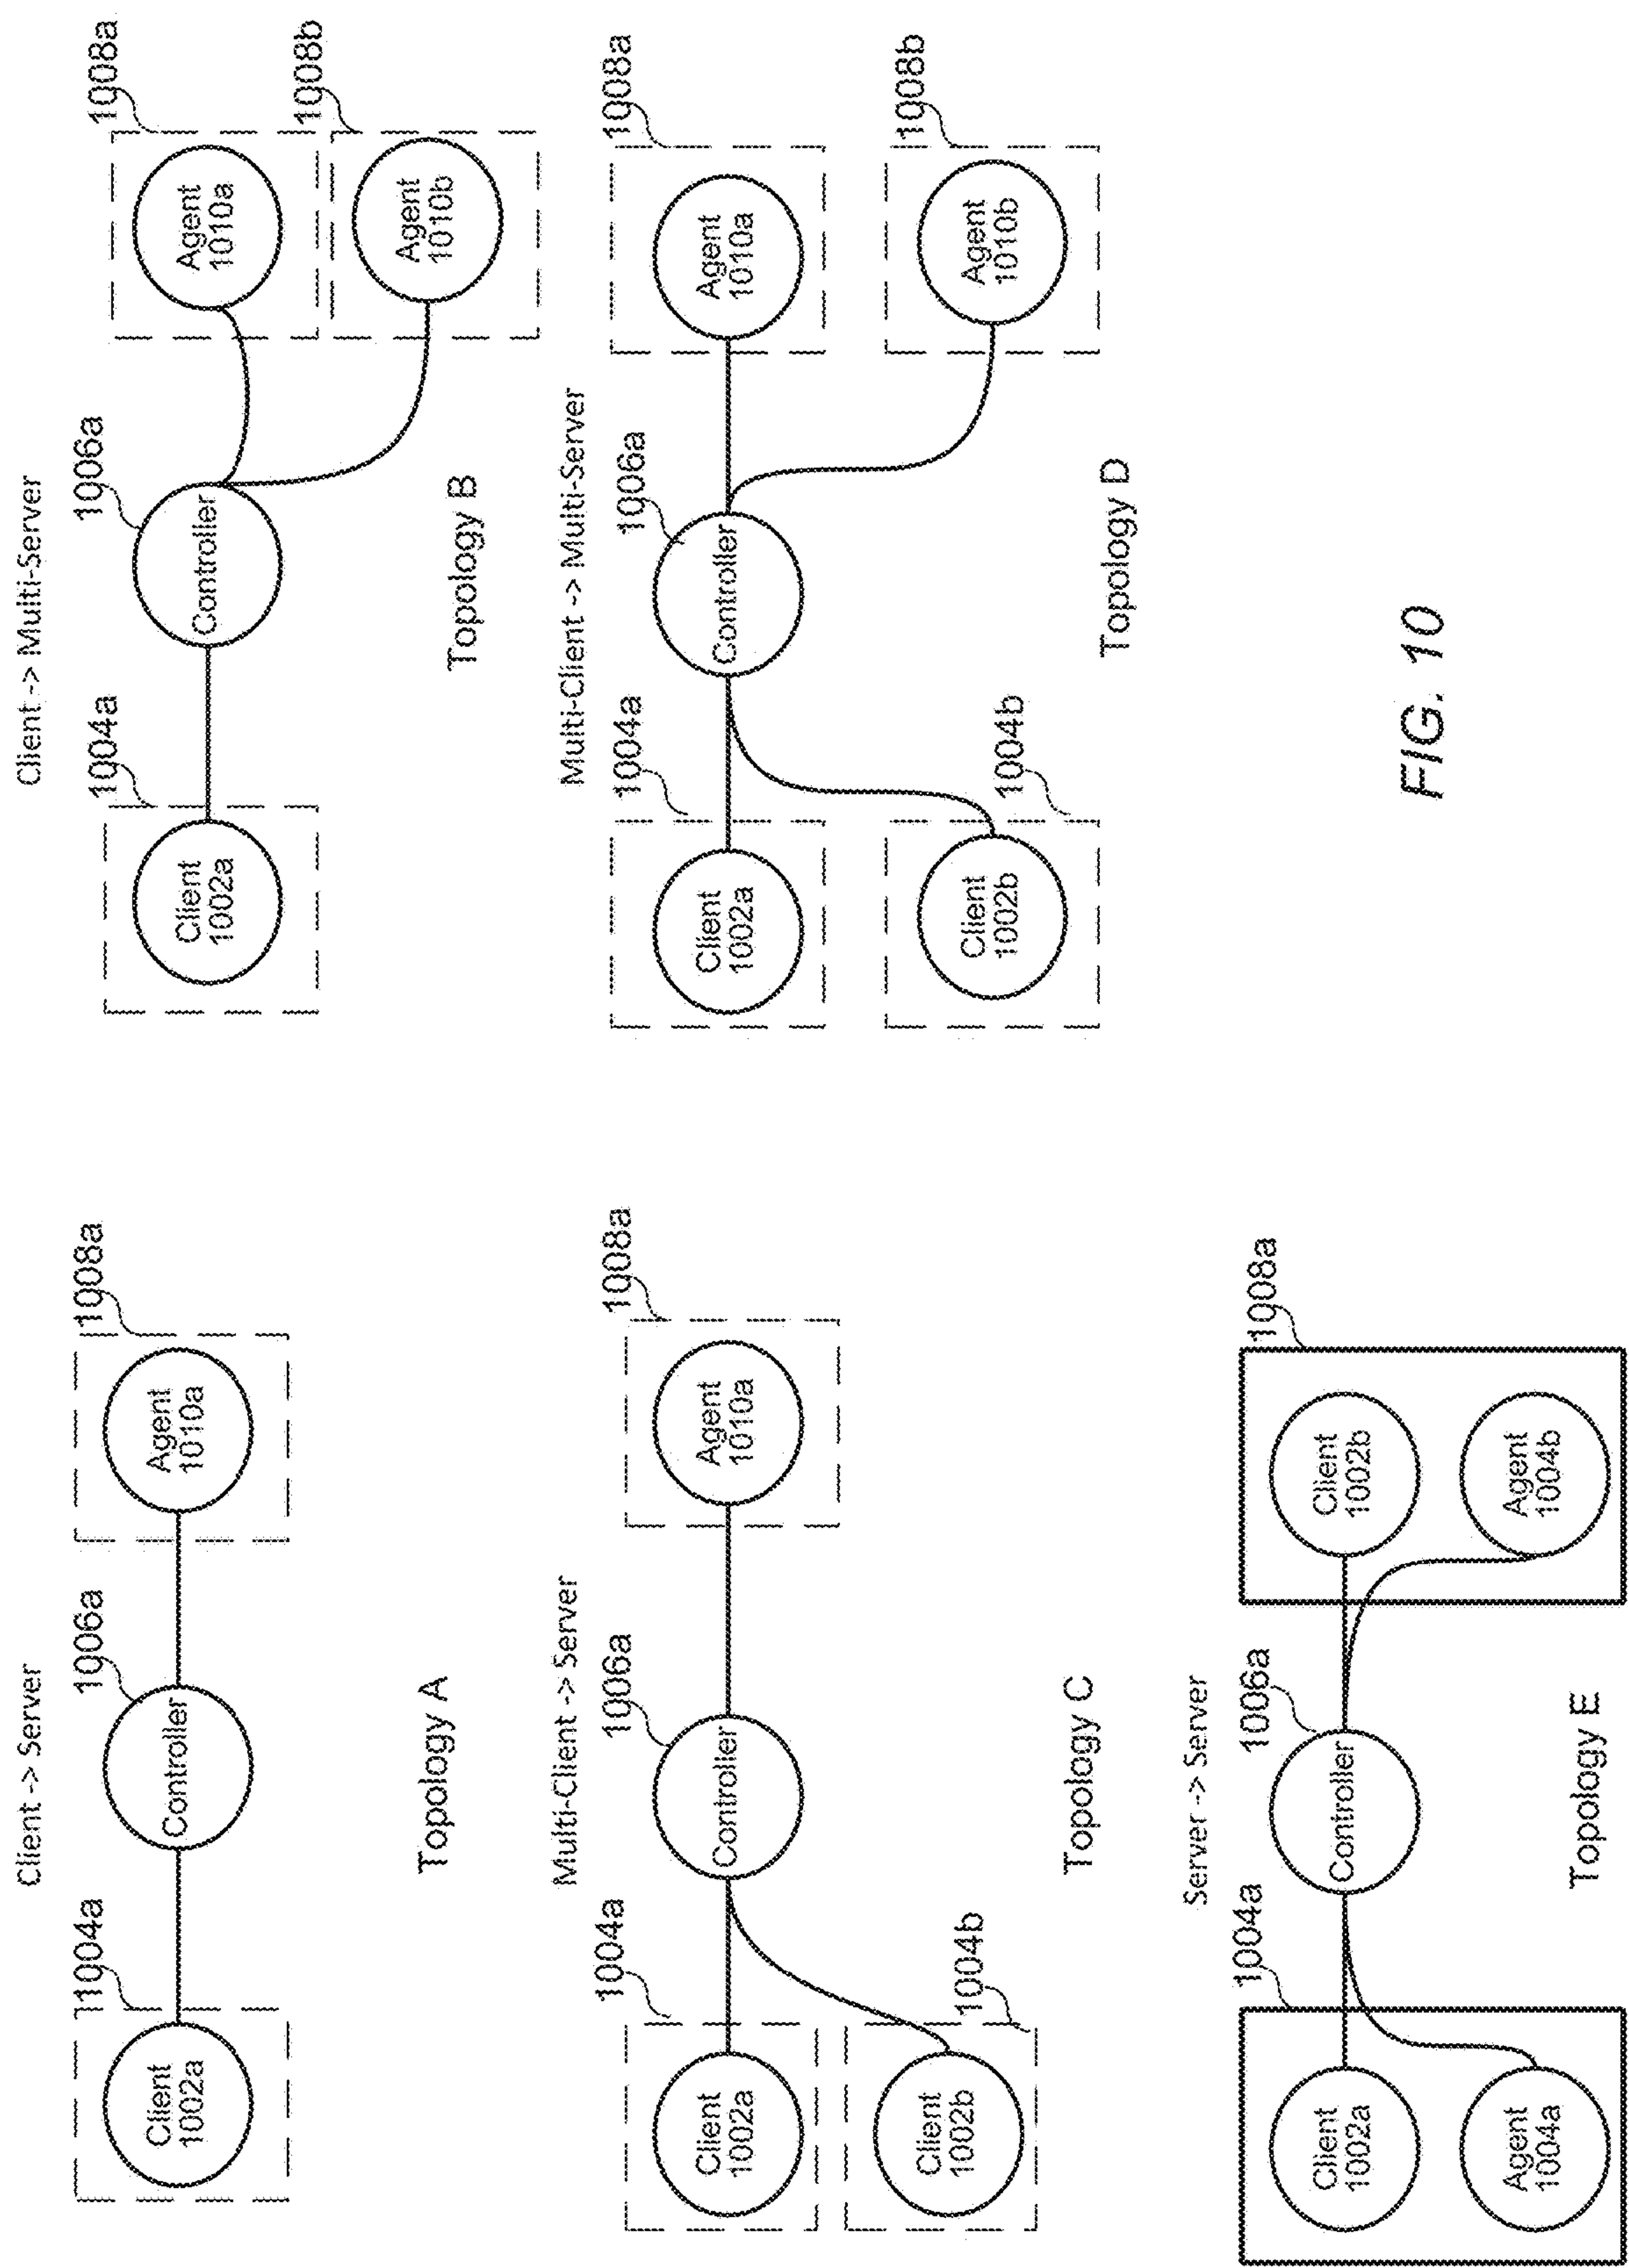 Client -> Server
1004a
1006a
1008a
Client
1002a
Controller
Agent
1010a
Topology A
Client -> Multi-Server
1004a
1006a
1008a
1008b
Client
1002a
Controller
Agent
1010a
Agent
1010b
Topology B
Multi-Client -> Server
1004a
1006a
1008a
Client
1002a
Controller
Agent
1010a
1004b
Client
1002b
Topology C
Multi-Client -> Multi-Server
1004a
1006a
1008a
Client
1002a
Controller
Agent
1010a
1004b
1008b
Client
1002b
Agent
1010b
Topology D
Server -> Server
1004a
1006a
1008a
Client
1002a
Controller
Client
1002b
Agent
1004a
Agent
1004b
Topology E
FIG. 10